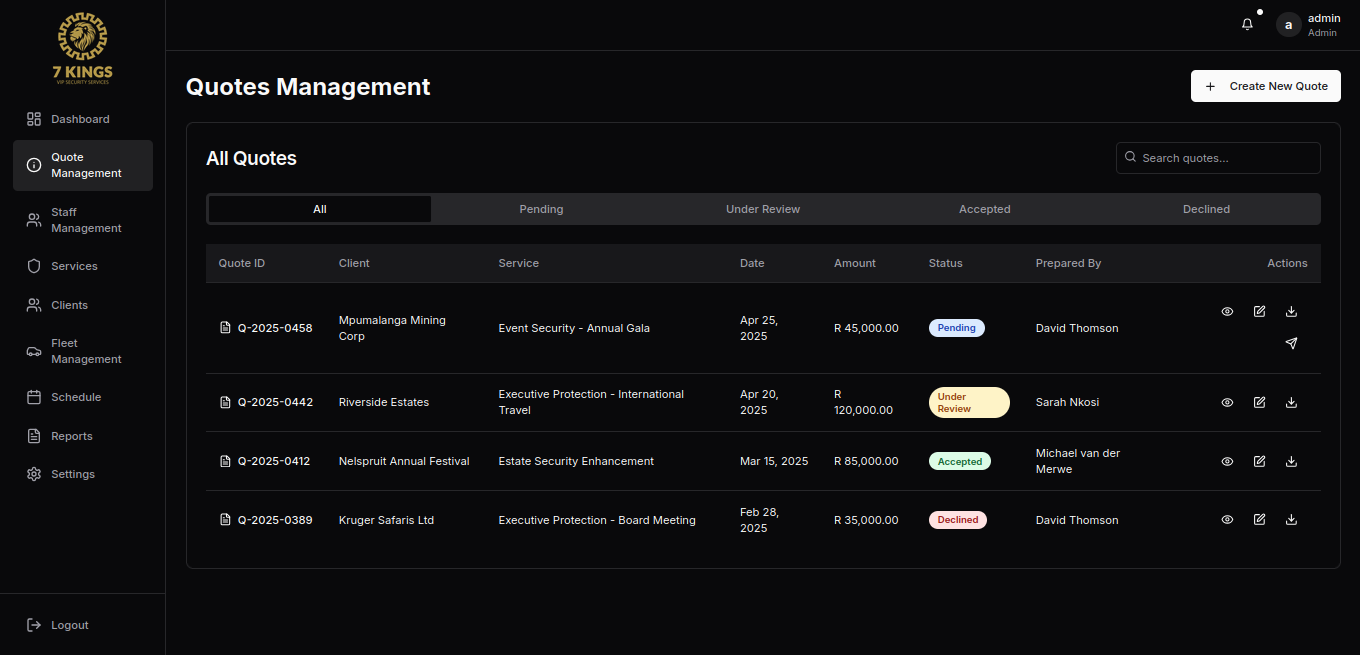 7 KINGS
VIP SECURITY SERVICES
a
admin
Admin
Dashboard
Quote
Management
Staff
Management
Services
Clients
Fleet
Management
Schedule
Reports
Settings
Logout
Quotes Management
Create New Quote
All Quotes
Search quotes...
All
Pending
Under Review
Accepted
Declined
Quote ID
Client
Service
Date
Amount
Status
Prepared By
Actions
Q-2025-0458
Mpumalanga Mining
Corp
Event Security - Annual Gala
Apr 25,
2025
R 45,000.00
Pending
David Thomson
Q-2025-0442
Riverside Estates
Executive Protection - International
Travel
Apr 20,
2025
R
120,000.00
Under
Review
Sarah Nkosi
Q-2025-0412
Nelspruit Annual Festival
Estate Security Enhancement
Mar 15, 2025
R 85,000.00
Accepted
Michael van der
Merwe
Q-2025-0389
Kruger Safaris Ltd
Executive Protection - Board Meeting
Feb 28,
2025
R 35,000.00
Declined
David Thomson